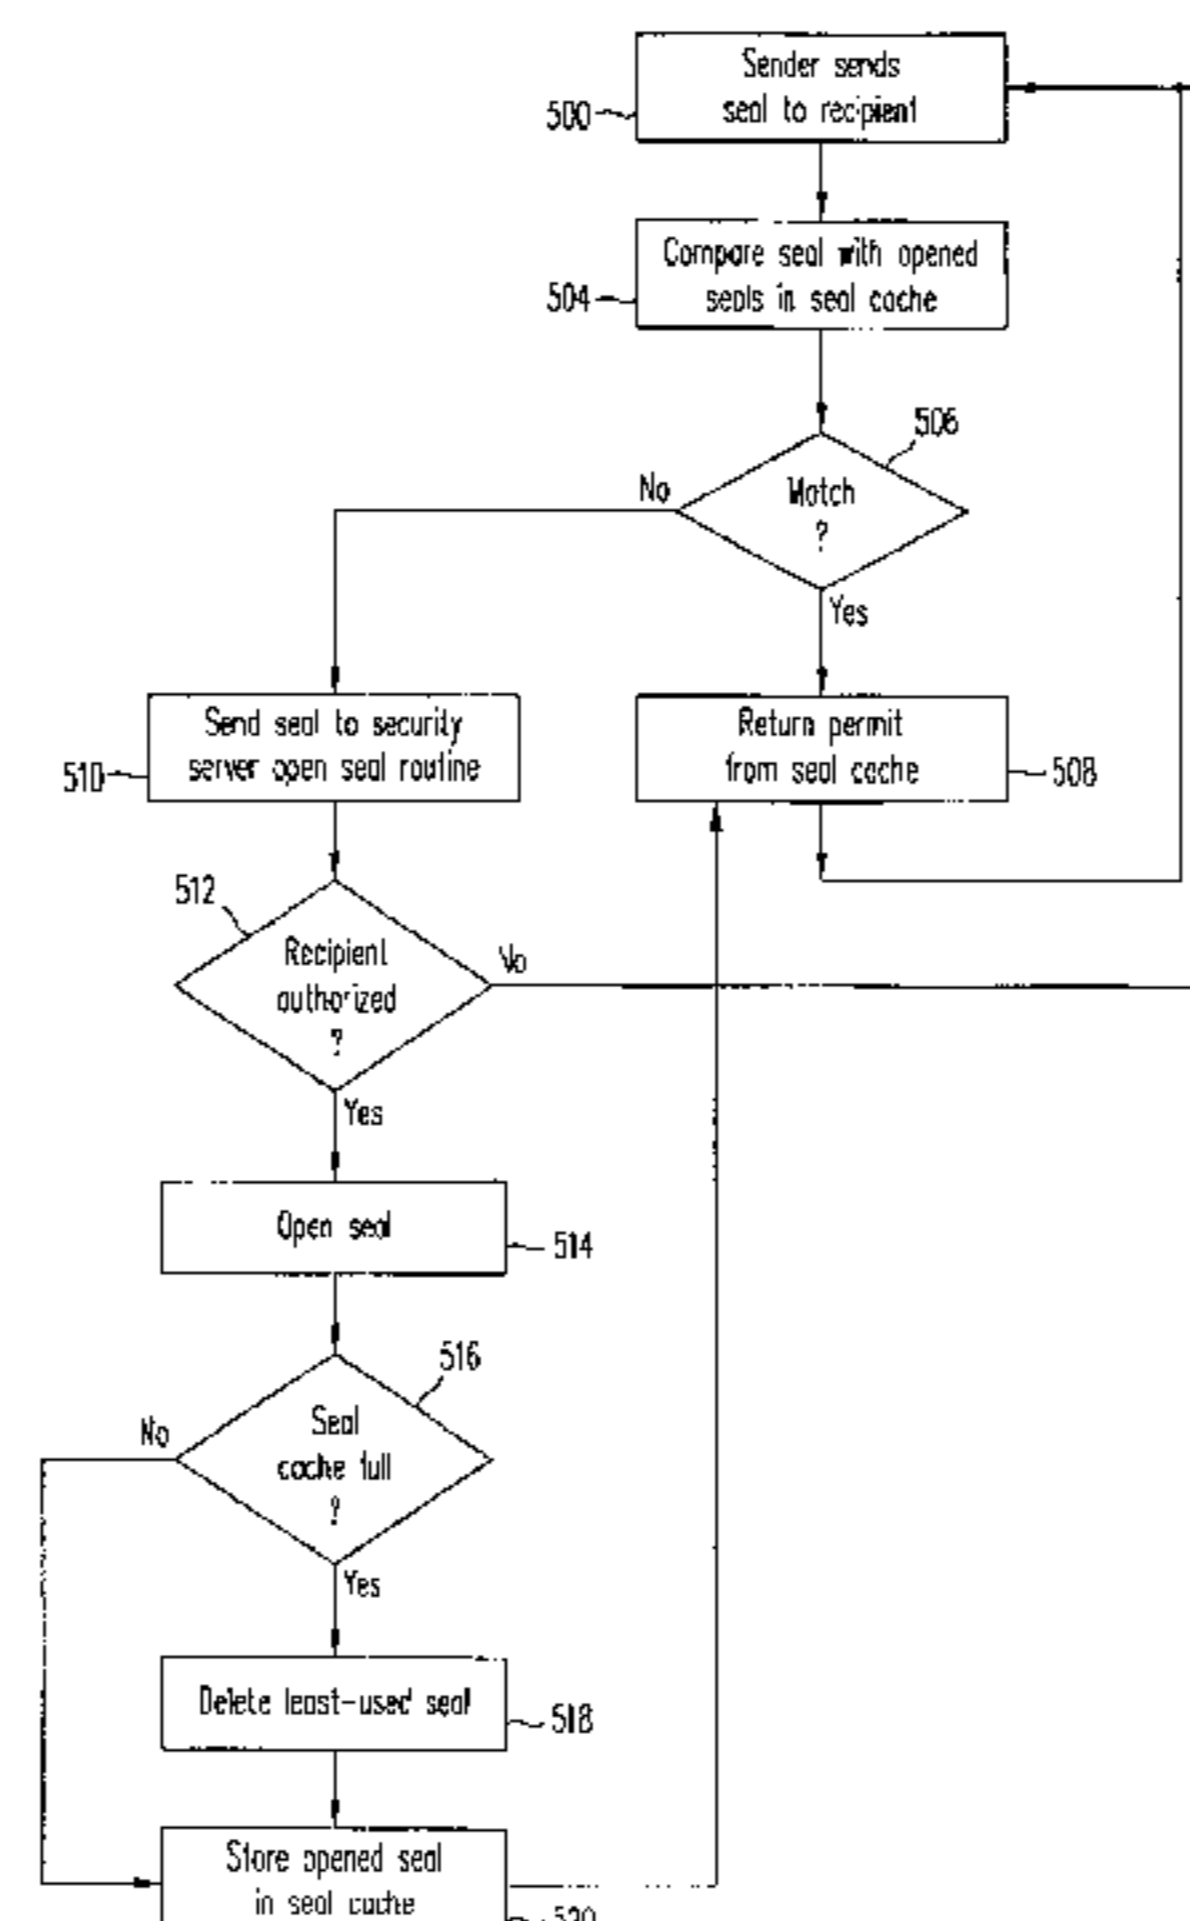 Sender sends
seal to recipient
500
Compare seal with opened
seals in seal cache
504
506
Match
?
No
Yes
Send seal to security
server open seal routine
510
Return permit
from seal cache
508
512
Recipient
authorized
?
No
Yes
Open seal
514
516
Seal
cache full
?
No
Yes
Delete least-used seal
518
Store opened seal
in seal cache
520